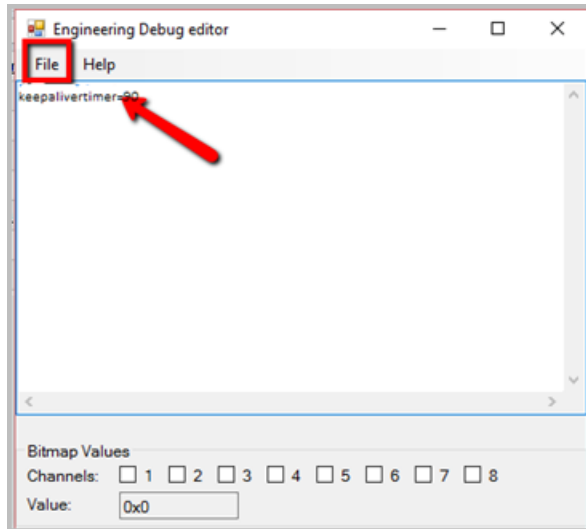 Engineering Debug editor
File Help
keepalivertimer=90
Bitmap Values
Channels: 1 2 3 4 5 6 7 8
Value: 0x0